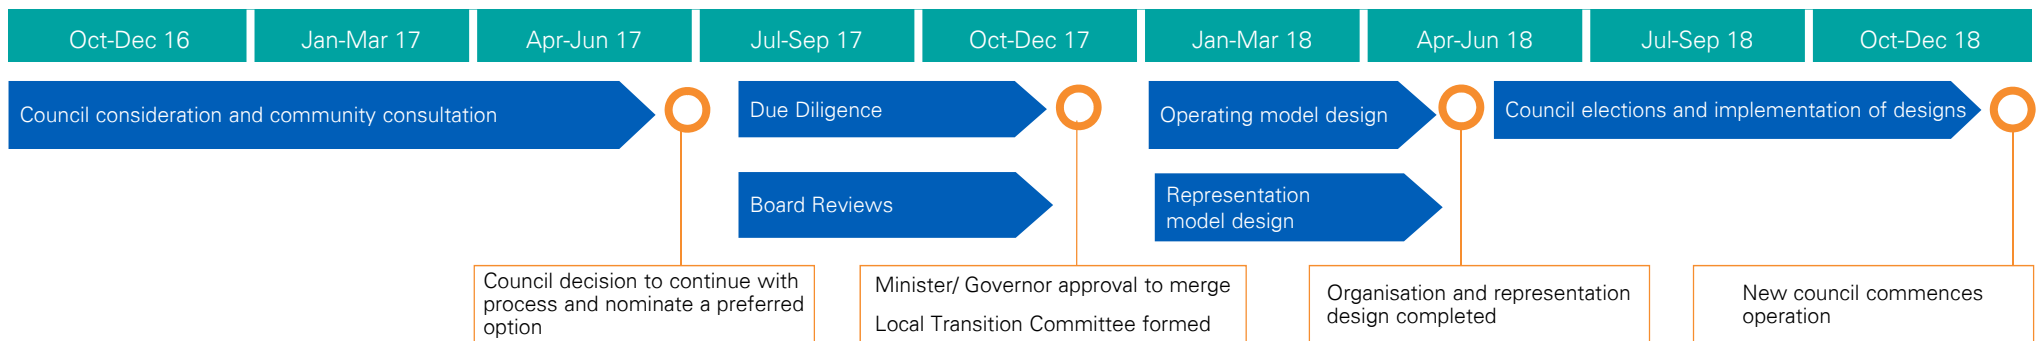 Oct-Dec 16
Jan-Mar 17
Apr-Jun 17
Jul-Sep 17
Oct-Dec 17
Jan-Mar 18
Apr-Jun 18
Jul-Sep 18
Oct-Dec 18
Council consideration and community consultation
Due Diligence
Operating model design
Council elections and implementation of designs
Board Reviews
Representation
model design
Council decision to continue with
process and nominate a preferred
option
Minister/ Governor approval to merge
Local Transition Committee formed
Organisation and representation
design completed
New council commences
operation